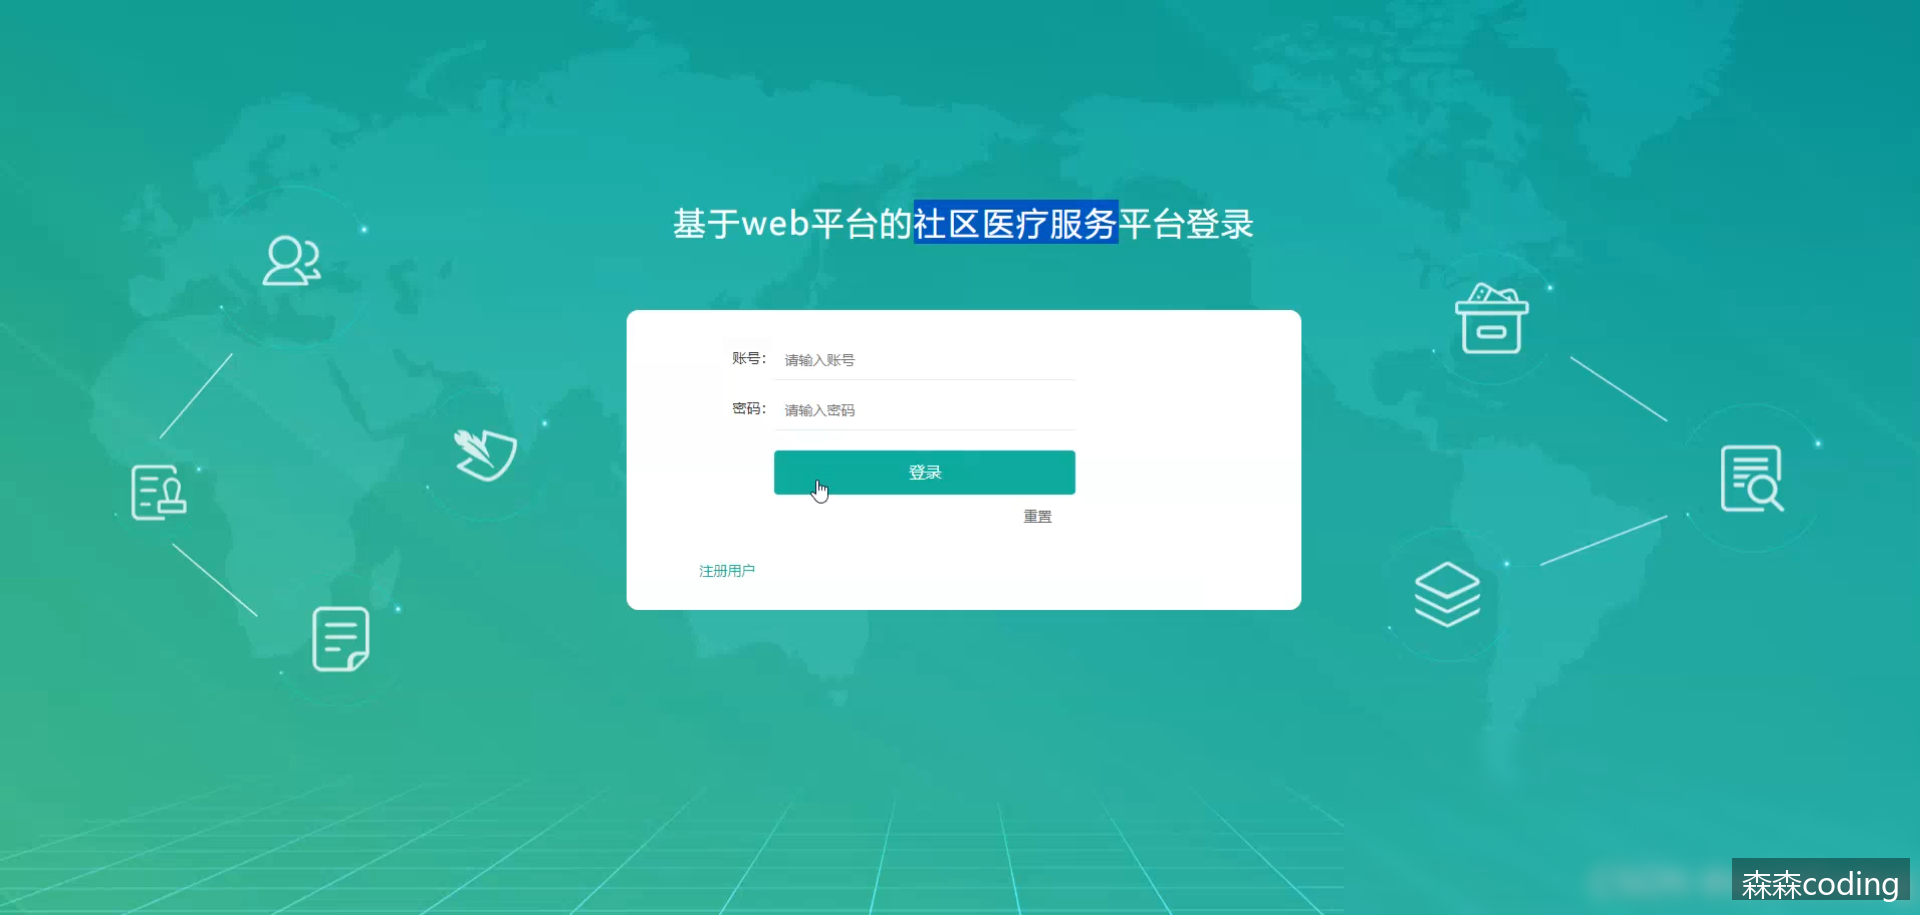 基于web平台的社区医疗服务平台登录
账号：
请输入账号
密码：
请输入密码
登录
重置
注册用户
森森coding